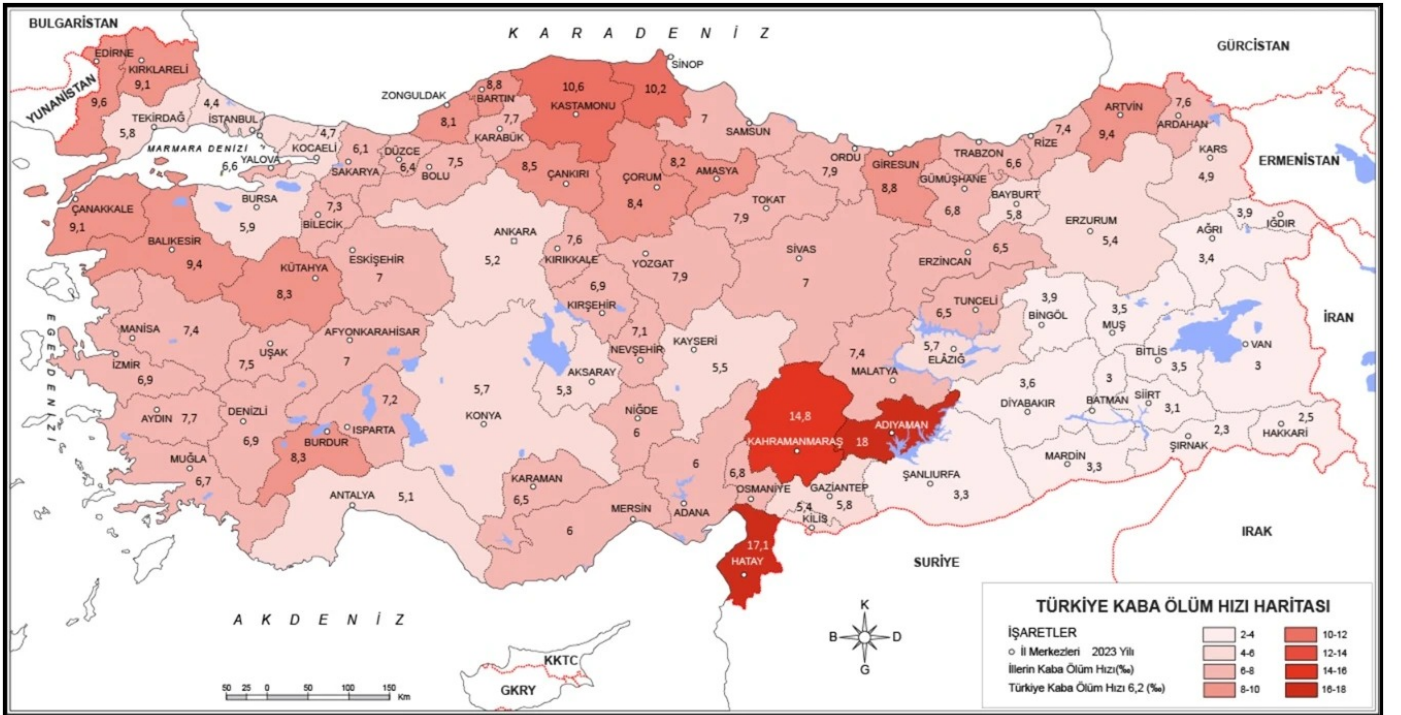 BULGARİSTAN
K A R A D E N İ Z
GÜRCİSTAN
YUNANİSTAN
EDİRNE
9,6
KIRKLARELİ
9,1
TEKİRDAĞ
5,8
4,4
İSTANBUL
MARMARA DENİZİ
YALOVA
6,6
KOCAELİ
4,7
6,1
SAKARYA
DÜZCE
6,4
7,5
BOLU
ZONGULDAK
8,1
8,8
BARTIN
7,7
KARABÜK
10,6
KASTAMONU
SİNOP
10,2
7
SAMSUN
8,5
ÇANKIRI
ÇORUM
8,4
8,2
AMASYA
ORDU
7,9
GİRESUN
8,8
TRABZON
6,6
GÜMÜŞHANE
6,8
RİZE
7,4
ARTVİN
9,4
7,6
ARDAHAN
KARS
4,9
ERMENİSTAN
BAYBURT
5,8
ERZURUM
5,4
3,9
IĞDIR
AĞRI
3,4
ÇANAKKALE
9,1
BALIKESİR
9,4
BURSA
5,9
7,3
BİLECİK
KÜTAHYA
8,3
ESKİŞEHİR
7
ANKARA
5,2
7,6
KIRIKKALE
YOZGAT
7,9
TOKAT
7,9
SİVAS
7
6,5
ERZİNCAN
TUNCELİ
6,5
3,9
BİNGÖL
3,5
MUŞ
BİTLİS
3,5
VAN
3
İRAN
EGE DENİZİ
MANİSA
7,4
İZMİR
6,9
UŞAK
7,5
AFYONKARAHİSAR
7
6,9
KIRŞEHİR
7,1
NEVŞEHİR
KAYSERİ
5,5
AKSARAY
5,3
5,7
KONYA
7,4
MALATYA
5,7
ELÂZIĞ
3,6
DİYABAKIR
3
BATMAN
SİİRT
3,1
2,3
ŞIRNAK
2,5
HAKKARİ
AYDIN
7,7
DENİZLİ
6,9
7,2
ISPARTA
BURDUR
8,3
MUĞLA
6,7
ANTALYA
5,1
KARAMAN
6,5
NİĞDE
6
MERSİN
6
6
ADANA
6,8
OSMANİYE
14,8
KAHRAMANMARAŞ
18
ADIYAMAN
GAZİANTEP
5,8
5,4
KİLİS
ŞANLIURFA
3,3
MARDİN
3,3
17,1
HATAY
SURİYE
IRAK
A K D E N İ Z
KKTC
GKRY
50 25 0 50 100 150
Km
K
B D
G
TÜRKİYE KABA ÖLÜM HIZI HARİTASI
İŞARETLER
İl Merkezleri 2023 Yılı
İllerin Kaba Ölüm Hızı(‰)
Türkiye Kaba Ölüm Hızı 6,2 (‰)
2-4
4-6
6-8
8-10
10-12
12-14
14-16
16-18